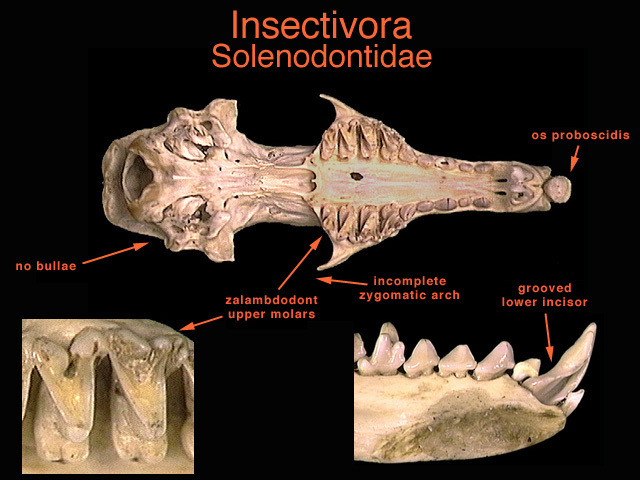 Insectivora
Solenodontidae
os proboscidis
no bullae
zalambdodont
upper molars
incomplete
zygomatic arch
grooved
lower incisor